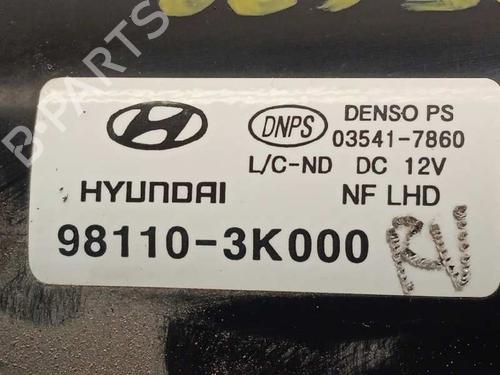 B-PARTS
DNPS
DENSO PS
03541-7860
L/C-ND DC 12V
HYUNDAI
NF LHD
98110-3K000